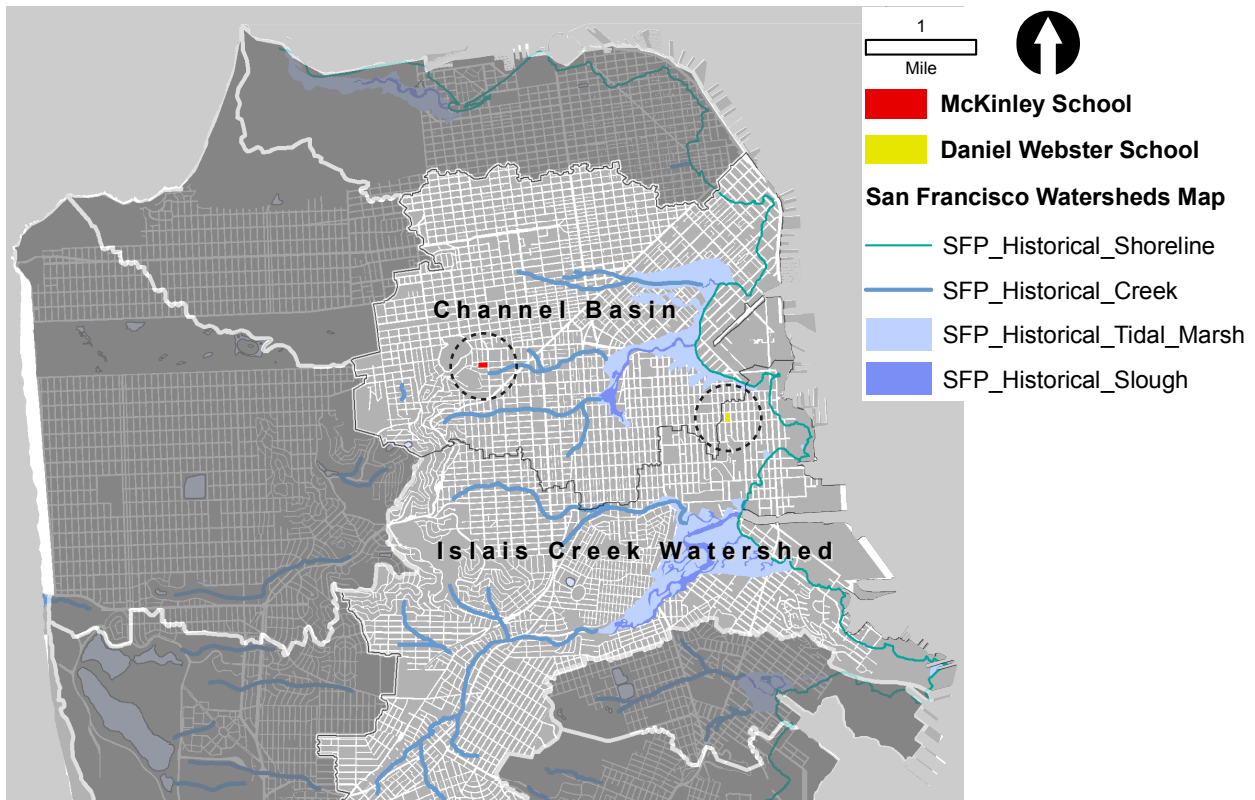 1
Mile
McKinley School
Daniel Webster School
San Francisco Watersheds Map
SFP_Historical_Shoreline
SFP_Historical_Creek
SFP_Historical_Tidal_Marsh
SFP_Historical_Slough
Channel Basin
Islais Creek Watershed